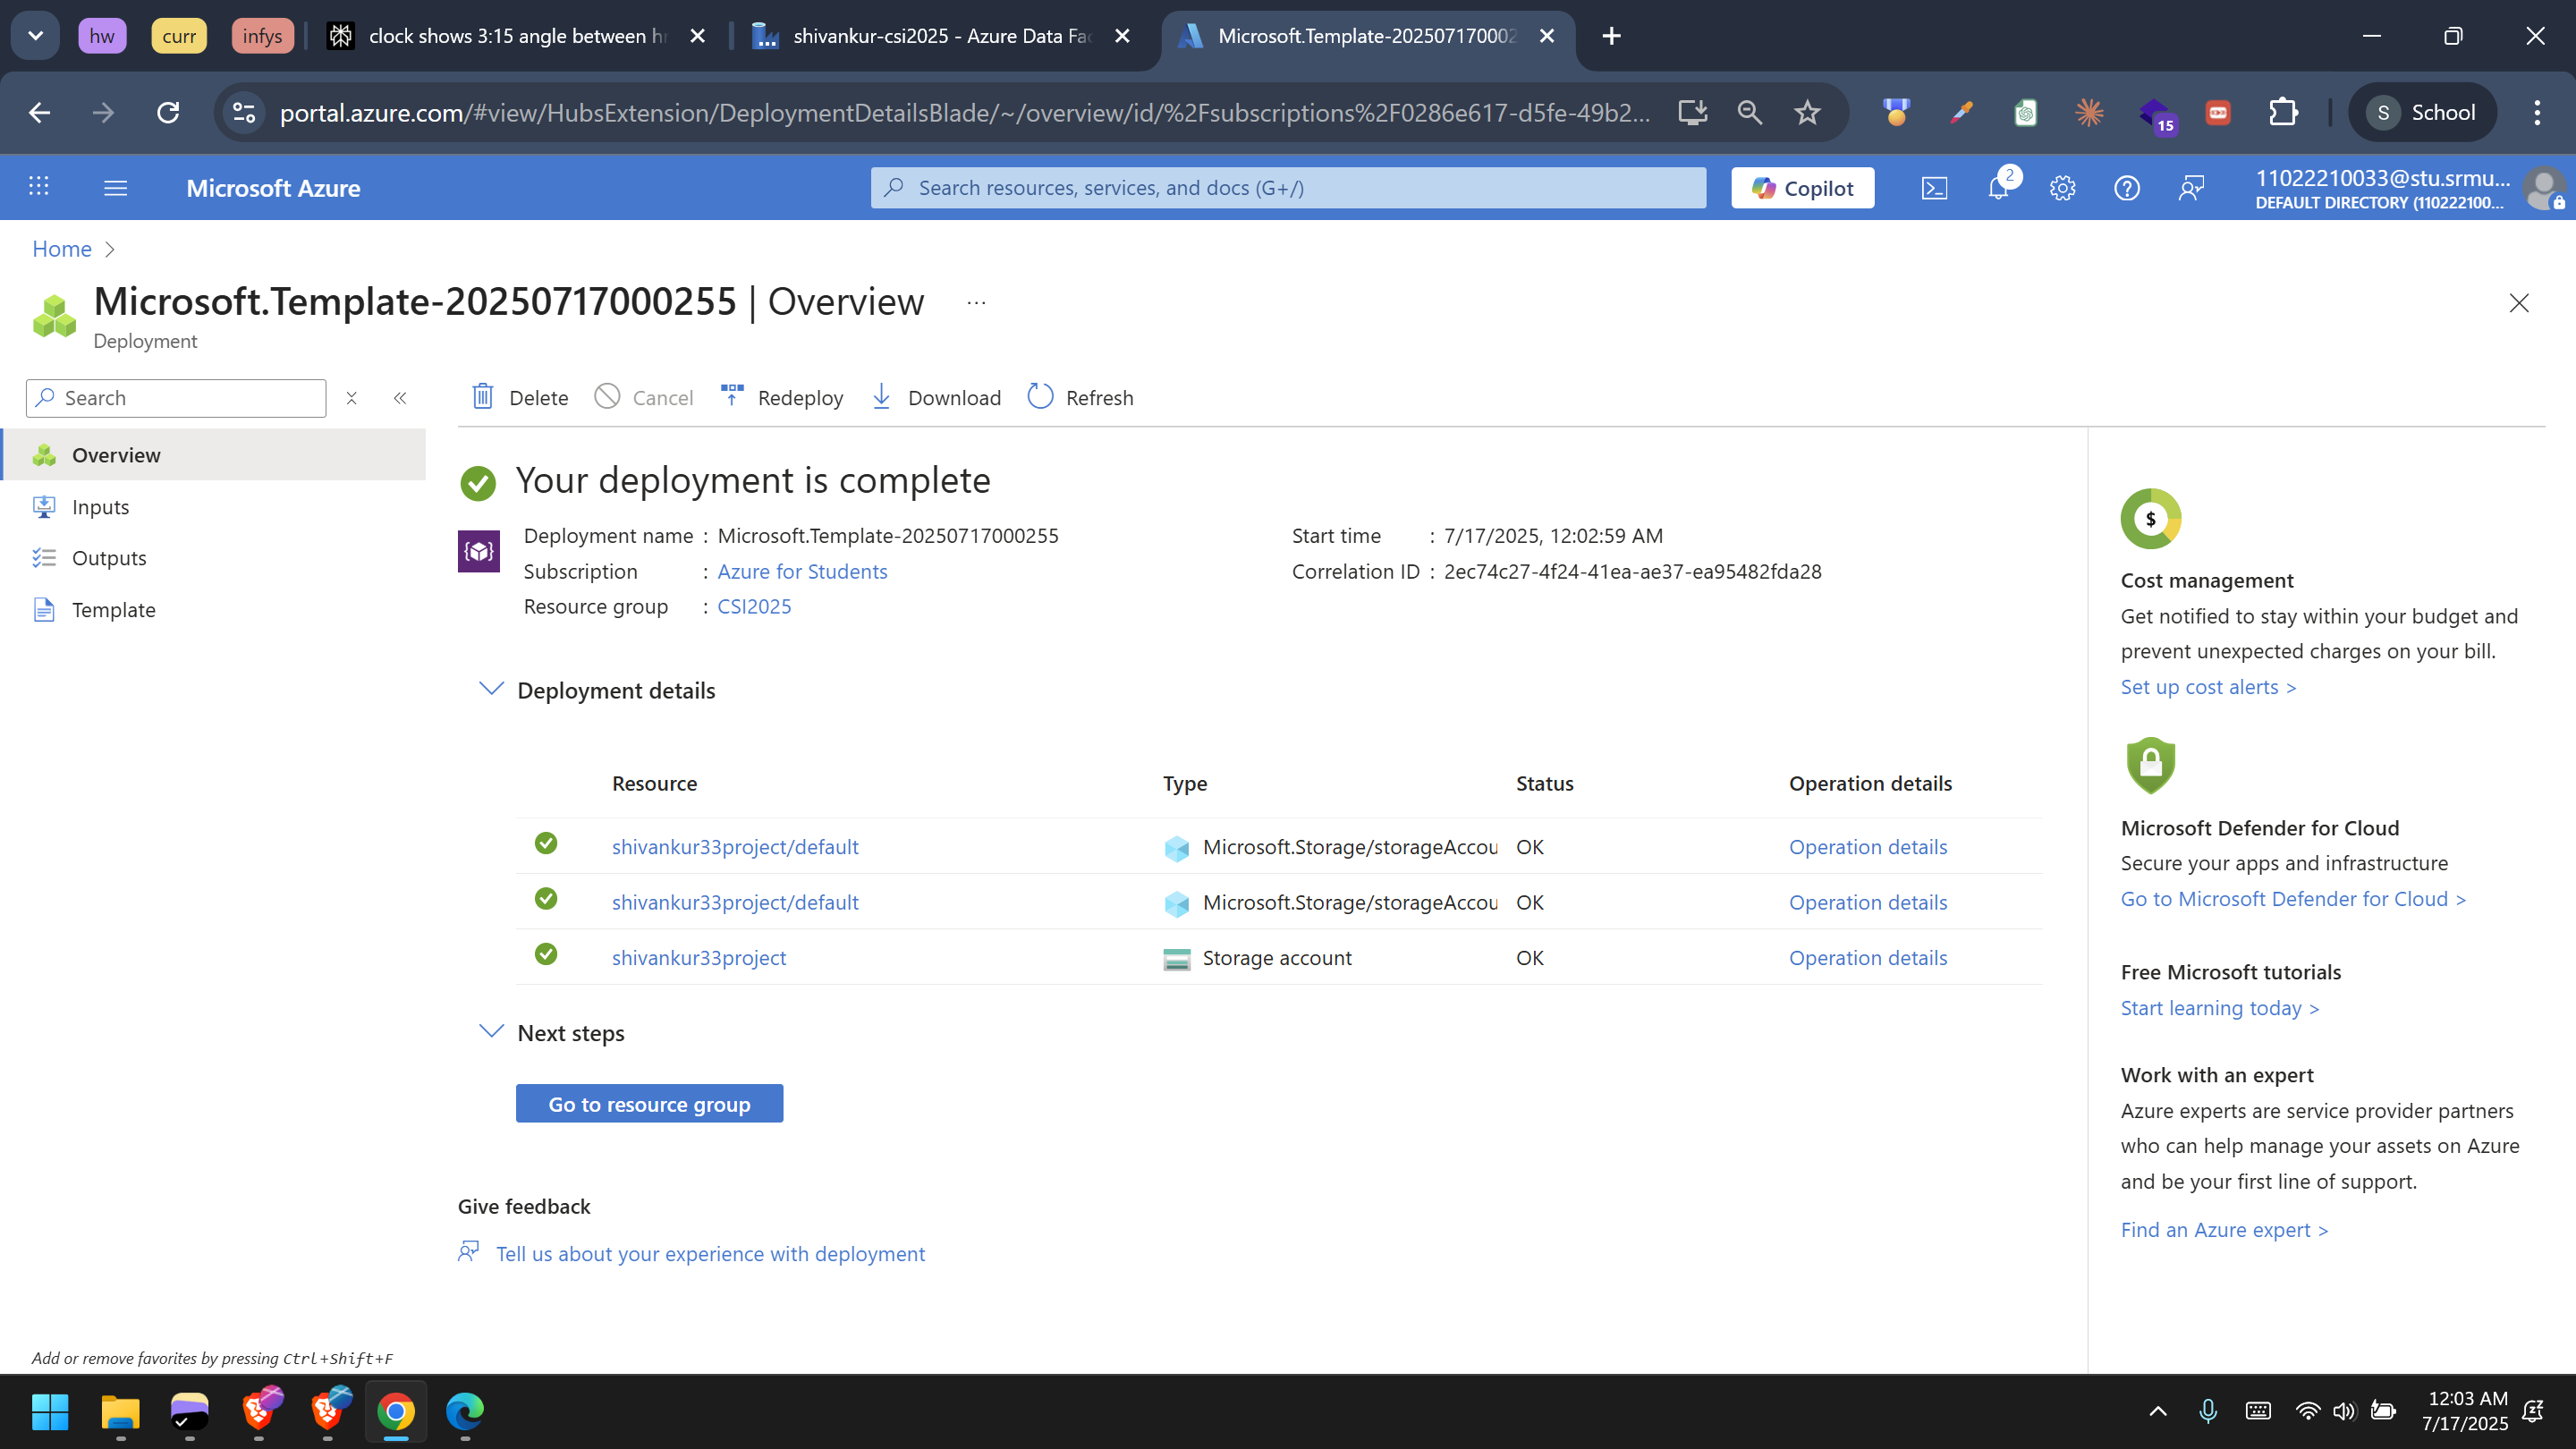 hw
curr
infys
clock shows 3:15 angle between hr
shivankur-csi2025 - Azure Data Fac
Microsoft.Template-202507170002
portal.azure.com/#view/HubsExtension/DeploymentDetailsBlade/~/overview/id/%2Fsubscriptions%2F0286e617-d5fe-49b2...
15
S
School
Microsoft Azure
Search resources, services, and docs (G+/)
Copilot
2
11022210033@stu.srmu...
DEFAULT DIRECTORY (110222100...
Home
Microsoft.Template-20250717000255 | Overview
...
Deployment
Search
Delete
Cancel
Redeploy
Download
Refresh
Overview
Inputs
Outputs
Template
Your deployment is complete
Deployment name : Microsoft.Template-20250717000255
Subscription : Azure for Students
Resource group : CSI2025
Start time : 7/17/2025, 12:02:59 AM
Correlation ID : 2ec74c27-4f24-41ea-ae37-ea95482fda28
Deployment details
Resource Type Status Operation details
shivankur33project/default Microsoft.Storage/storageAccou OK Operation details
shivankur33project/default Microsoft.Storage/storageAccou OK Operation details
shivankur33project Storage account OK Operation details
Next steps
Go to resource group
Give feedback
Tell us about your experience with deployment
$
Cost management
Get notified to stay within your budget and
prevent unexpected charges on your bill.
Set up cost alerts >
Microsoft Defender for Cloud
Secure your apps and infrastructure
Go to Microsoft Defender for Cloud >
Free Microsoft tutorials
Start learning today >
Work with an expert
Azure experts are service provider partners
who can help manage your assets on Azure
and be your first line of support.
Find an Azure expert >
Add or remove favorites by pressing Ctrl+Shift+F
12:03 AM
7/17/2025